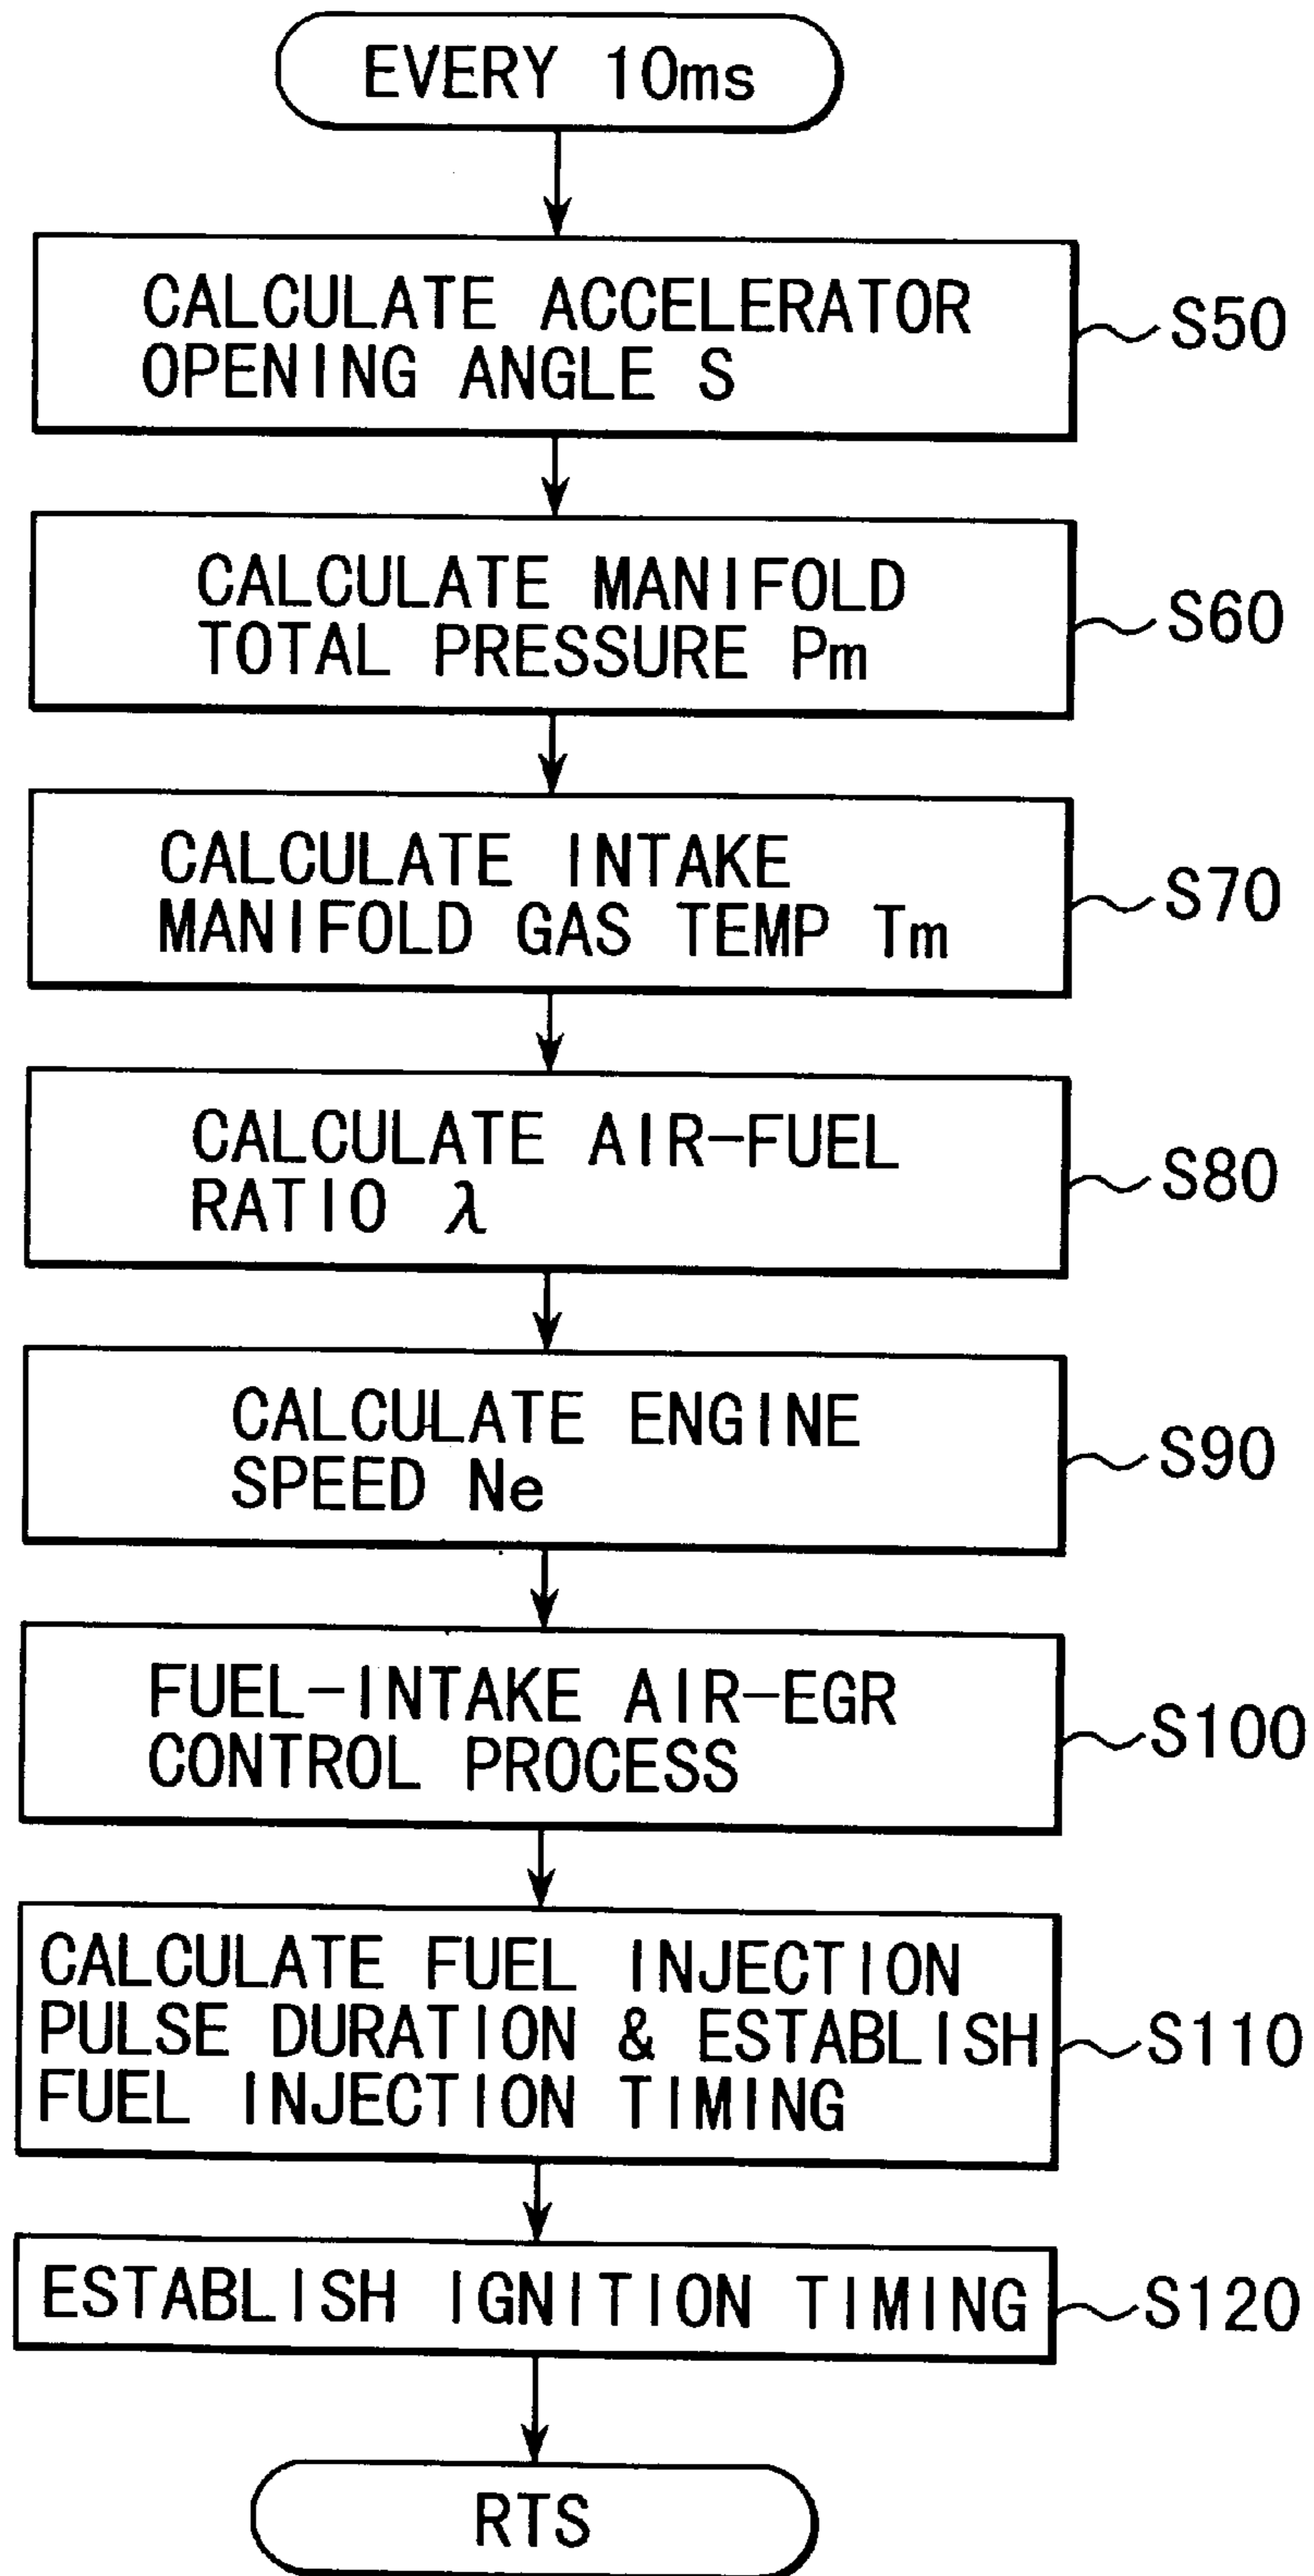 EVERY 10ms
CALCULATE ACCELERATOR
OPENING ANGLE S
S50
CALCULATE MANIFOLD
TOTAL PRESSURE Pm
S60
CALCULATE INTAKE
MANIFOLD GAS TEMP Tm
S70
CALCULATE AIR-FUEL
RATIO λ
S80
CALCULATE ENGINE
SPEED Ne
S90
FUEL-INTAKE AIR-EGR
CONTROL PROCESS
S100
CALCULATE FUEL INJECTION
PULSE DURATION & ESTABLISH
FUEL INJECTION TIMING
S110
ESTABLISH IGNITION TIMING
S120
RTS